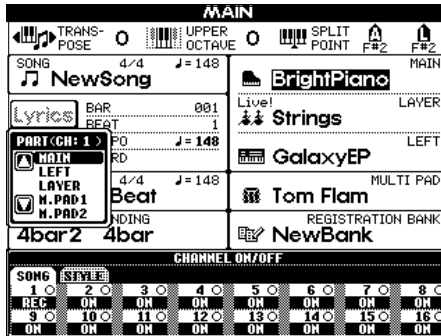 MAIN
TRANS-
POSE 0
UPPER
OCTAVE 0
SPLIT
POINT
A
F#2
L
F#2
SONG 4/4 ♩=148
NewSong
MAIN
BrightPiano
Lyrics
BAR 001
BEAT 1
Live! LAYER
Strings
PO ♩=148
RD
LEFT
GalaxyEP
PART(CH: 1 )
MAIN
LEFT
LAYER
M.PAD1
M.PAD2
4/4 ♩=148
Beat
MULTI PAD
Tom Flam
NDING
4bar2 4bar
REGISTRATION BANK
NewBank
CHANNEL ON/OFF
SONG STYLE
1 2 3 4 5 6 7 8
REC ON ON ON ON ON ON ON
9 10 11 12 13 14 15 16
ON ON ON ON ON ON ON ON